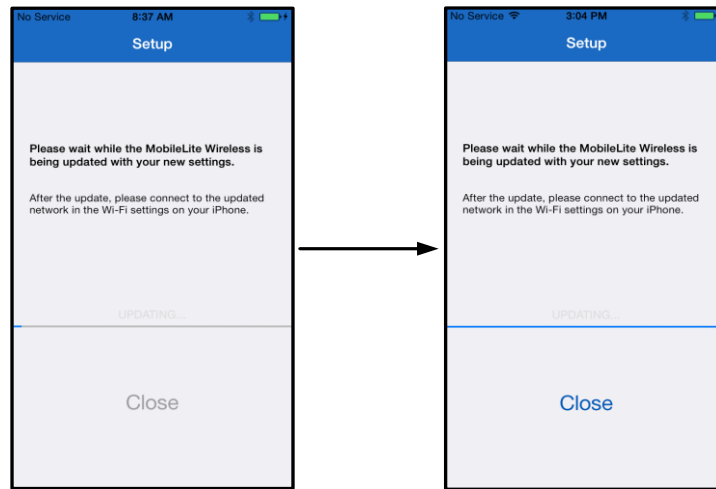 No Service 8:37 AM
Setup
Please wait while the MobileLite Wireless is
being updated with your new settings.
After the update, please connect to the updated
network in the Wi-Fi settings on your iPhone.
UPDATING...
Close
No Service 3:04 PM
Setup
Please wait while the MobileLite Wireless is
being updated with your new settings.
After the update, please connect to the updated
network in the Wi-Fi settings on your iPhone.
UPDATING...
Close